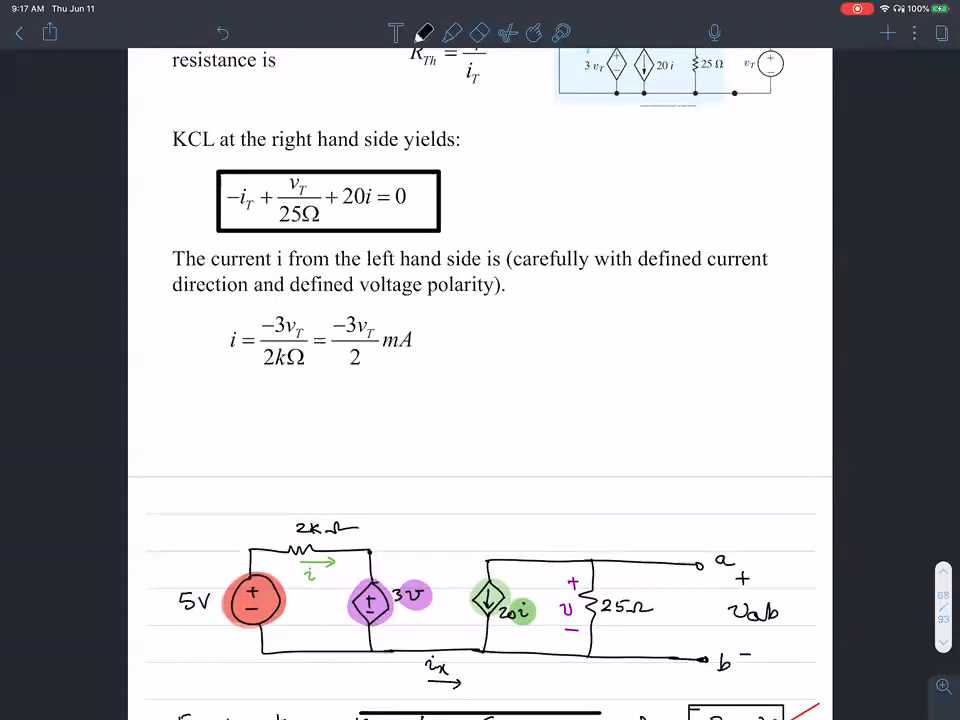 9:17 AM Thu Jun 11
100%
resistance is
R_Th =
i_T
3 v_T
20 i
25 Ω
v_T
+
−
KCL at the right hand side yields:
−i_T + v_T/25Ω + 20i = 0
The current i from the left hand side is (carefully with defined current
direction and defined voltage polarity).
i = −3v_T/2kΩ = −3v_T/2 mA
2kΩ
i
5V
+
−
+
−
3v
20i
+
v
−
25Ω
a
+
vab
b −
ix
68
/
93